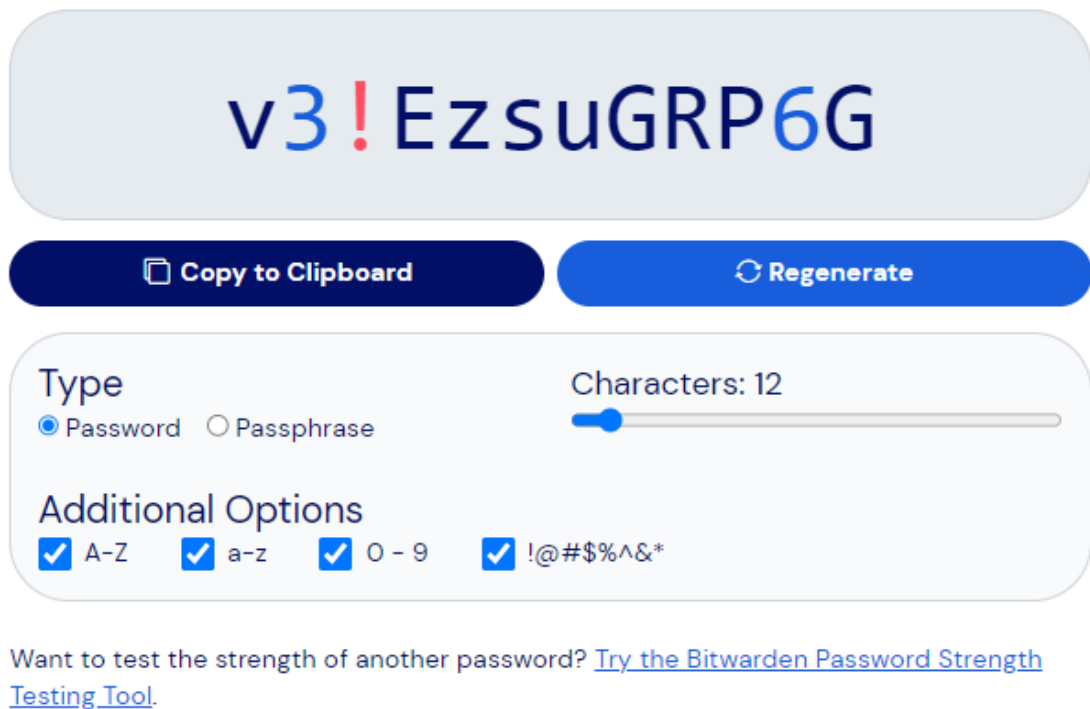 v3!EzsuGRP6G
Copy to Clipboard
Regenerate
Type
Characters: 12
Password
Passphrase
Additional Options
A-Z
a-z
0 - 9
!@#$%^&*
Want to test the strength of another password? Try the Bitwarden Password Strength
Testing Tool.